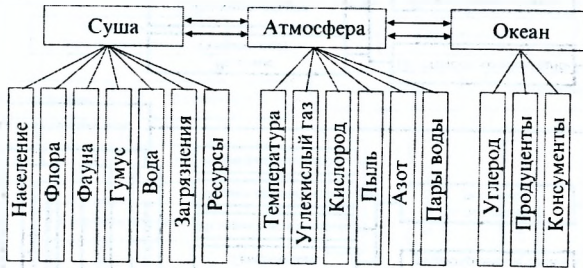 Суша
Атмосфера
Океан
Население
Флора
Фауна
Гумус
Вода
Загрязнения
Ресурсы
Температура
Углекислый газ
Кислород
Пыль
Азот
Пары воды
Углерод
Продуценты
Консументы